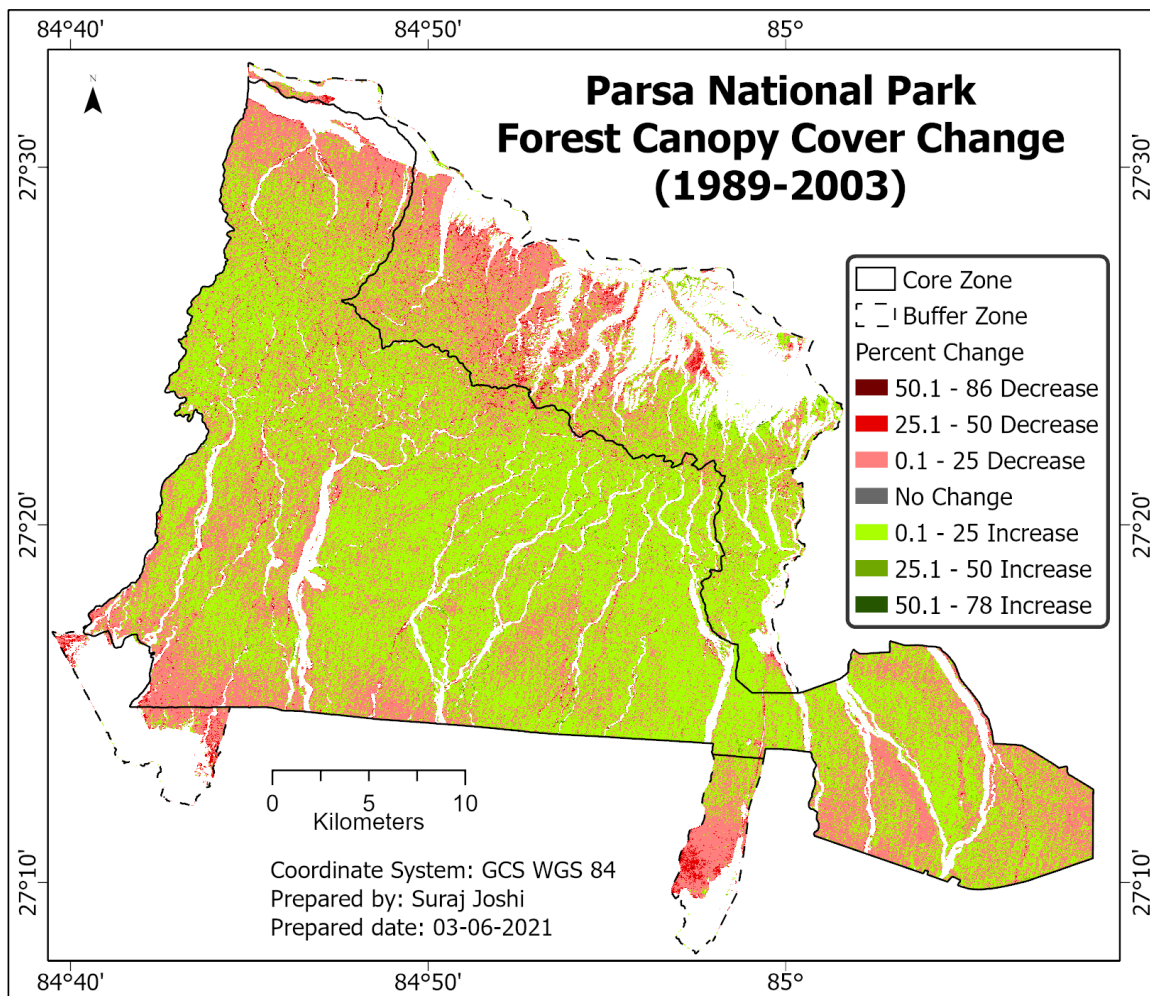 84°40'
84°50'
85°
N
Parsa National Park
Forest Canopy Cover Change
(1989-2003)
27°30'
27°30'
Core Zone
Buffer Zone
Percent Change
50.1 - 86 Decrease
25.1 - 50 Decrease
0.1 - 25 Decrease
No Change
0.1 - 25 Increase
25.1 - 50 Increase
50.1 - 78 Increase
27°20'
27°20'
0 5 10
Kilometers
Coordinate System: GCS WGS 84
Prepared by: Suraj Joshi
Prepared date: 03-06-2021
27°10'
27°10'
84°40'
84°50'
85°